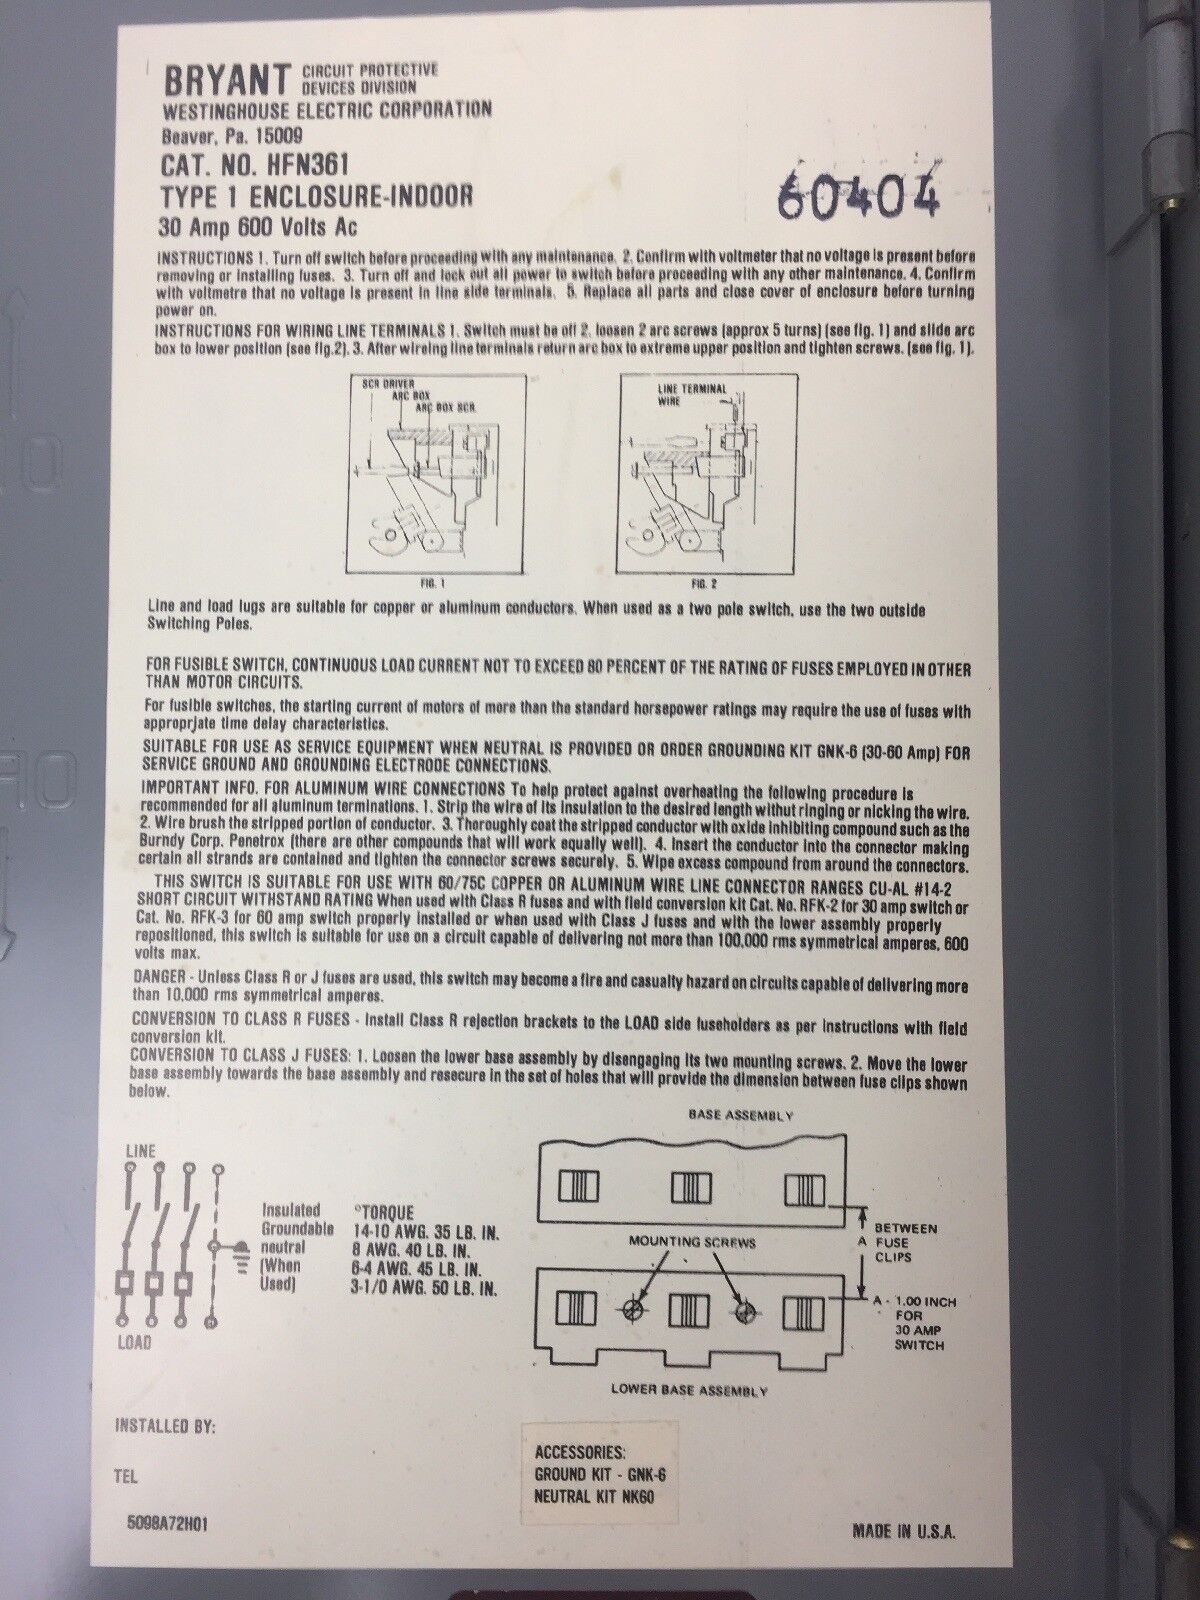 BRYANT CIRCUIT PROTECTIVE
DEVICES DIVISION
WESTINGHOUSE ELECTRIC CORPORATION
Beaver, Pa. 15009
CAT. NO. HFN361
TYPE 1 ENCLOSURE-INDOOR
30 Amp 600 Volts Ac
60404
INSTRUCTIONS 1. Turn off switch before proceeding with any maintenance. 2. Confirm with voltmeter that no voltage is present before
removing or installing fuses. 3. Turn off and lock out all power to switch before proceeding with any other maintenance. 4. Confirm
with voltmetre that no voltage is present in line side terminals. 5. Replace all parts and close cover of enclosure before turning
power on.
INSTRUCTIONS FOR WIRING LINE TERMINALS 1. Switch must be off 2. loosen 2 arc screws (approx 5 turns) (see fig. 1) and slide arc
box to lower position (see fig.2). 3. After wireing line terminals return arc box to extreme upper position and tighten screws. (see fig. 1).
SCR DRIVER
ARC BOX
ARC BOX SCR.
FIG. 1
LINE TERMINAL
WIRE
FIG. 2
Line and load lugs are suitable for copper or aluminum conductors. When used as a two pole switch, use the two outside
Switching Poles.
FOR FUSIBLE SWITCH, CONTINUOUS LOAD CURRENT NOT TO EXCEED 80 PERCENT OF THE RATING OF FUSES EMPLOYED IN OTHER
THAN MOTOR CIRCUITS.
For fusible switches, the starting current of motors of more than the standard horsepower ratings may require the use of fuses with
appropriate time delay characteristics.
SUITABLE FOR USE AS SERVICE EQUIPMENT WHEN NEUTRAL IS PROVIDED OR ORDER GROUNDING KIT GNK-6 (30-60 Amp) FOR
SERVICE GROUND AND GROUNDING ELECTRODE CONNECTIONS.
IMPORTANT INFO. FOR ALUMINUM WIRE CONNECTIONS To help protect against overheating the following procedure is
recommended for all aluminum terminations. 1. Strip the wire of its insulation to the desired length withut ringing or nicking the wire.
2. Wire brush the stripped portion of conductor. 3. Thoroughly coat the stripped conductor with oxide inhibiting compound such as the
Burndy Corp. Penetrox (there are other compounds that will work equally well). 4. Insert the conductor into the connector making
certain all strands are contained and tighten the connector screws securely. 5. Wipe excess compound from around the connectors.
THIS SWITCH IS SUITABLE FOR USE WITH 60/75C COPPER OR ALUMINUM WIRE LINE CONNECTOR RANGES CU-AL #14-2
SHORT CIRCUIT WITHSTAND RATING When used with Class R fuses and with field conversion kit Cat. No. RFK-2 for 30 amp switch or
Cat. No. RFK-3 for 60 amp switch properly installed or when used with Class J fuses and with the lower assembly properly
repositioned, this switch is suitable for use on a circuit capable of delivering not more than 100,000 rms symmetrical amperes, 600
volts max.
DANGER - Unless Class R or J fuses are used, this switch may become a fire and casualty hazard on circuits capable of delivering more
than 10,000 rms symmetrical amperes.
CONVERSION TO CLASS R FUSES - Install Class R rejection brackets to the LOAD side fuseholders as per instructions with field
conversion kit.
CONVERSION TO CLASS J FUSES: 1. Loosen the lower base assembly by disengaging its two mounting screws. 2. Move the lower
base assembly towards the base assembly and resecure in the set of holes that will provide the dimension between fuse clips shown
below.
LINE
LOAD
Insulated
Groundable
neutral
(When
Used)
°TORQUE
14-10 AWG. 35 LB. IN.
8 AWG. 40 LB. IN.
6-4 AWG. 45 LB. IN.
3-1/0 AWG. 50 LB. IN.
BASE ASSEMBLY
MOUNTING SCREWS
A
BETWEEN
FUSE
CLIPS
A - 1.00 INCH
FOR
30 AMP
SWITCH
LOWER BASE ASSEMBLY
INSTALLED BY:
TEL
5098A72H01
ACCESSORIES:
GROUND KIT - GNK-6
NEUTRAL KIT NK60
MADE IN U.S.A.